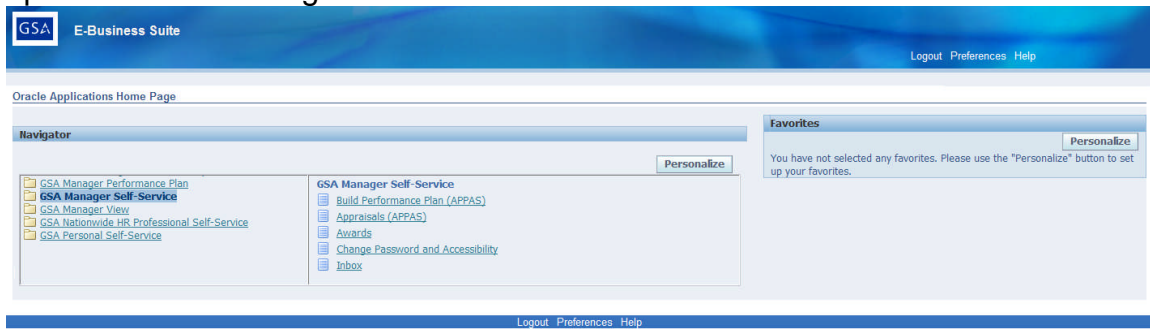 GSA E-Business Suite
Logout Preferences Help
Oracle Applications Home Page
Navigator
Personalize
GSA Manager Performance Plan
GSA Manager Self-Service
GSA Manager View
GSA Nationwide HR Professional Self-Service
GSA Personal Self-Service
GSA Manager Self-Service
Build Performance Plan (APPAS)
Appraisals (APPAS)
Awards
Change Password and Accessibility
Inbox
Favorites
Personalize
You have not selected any favorites. Please use the "Personalize" button to set
up your favorites.
Logout Preferences Help